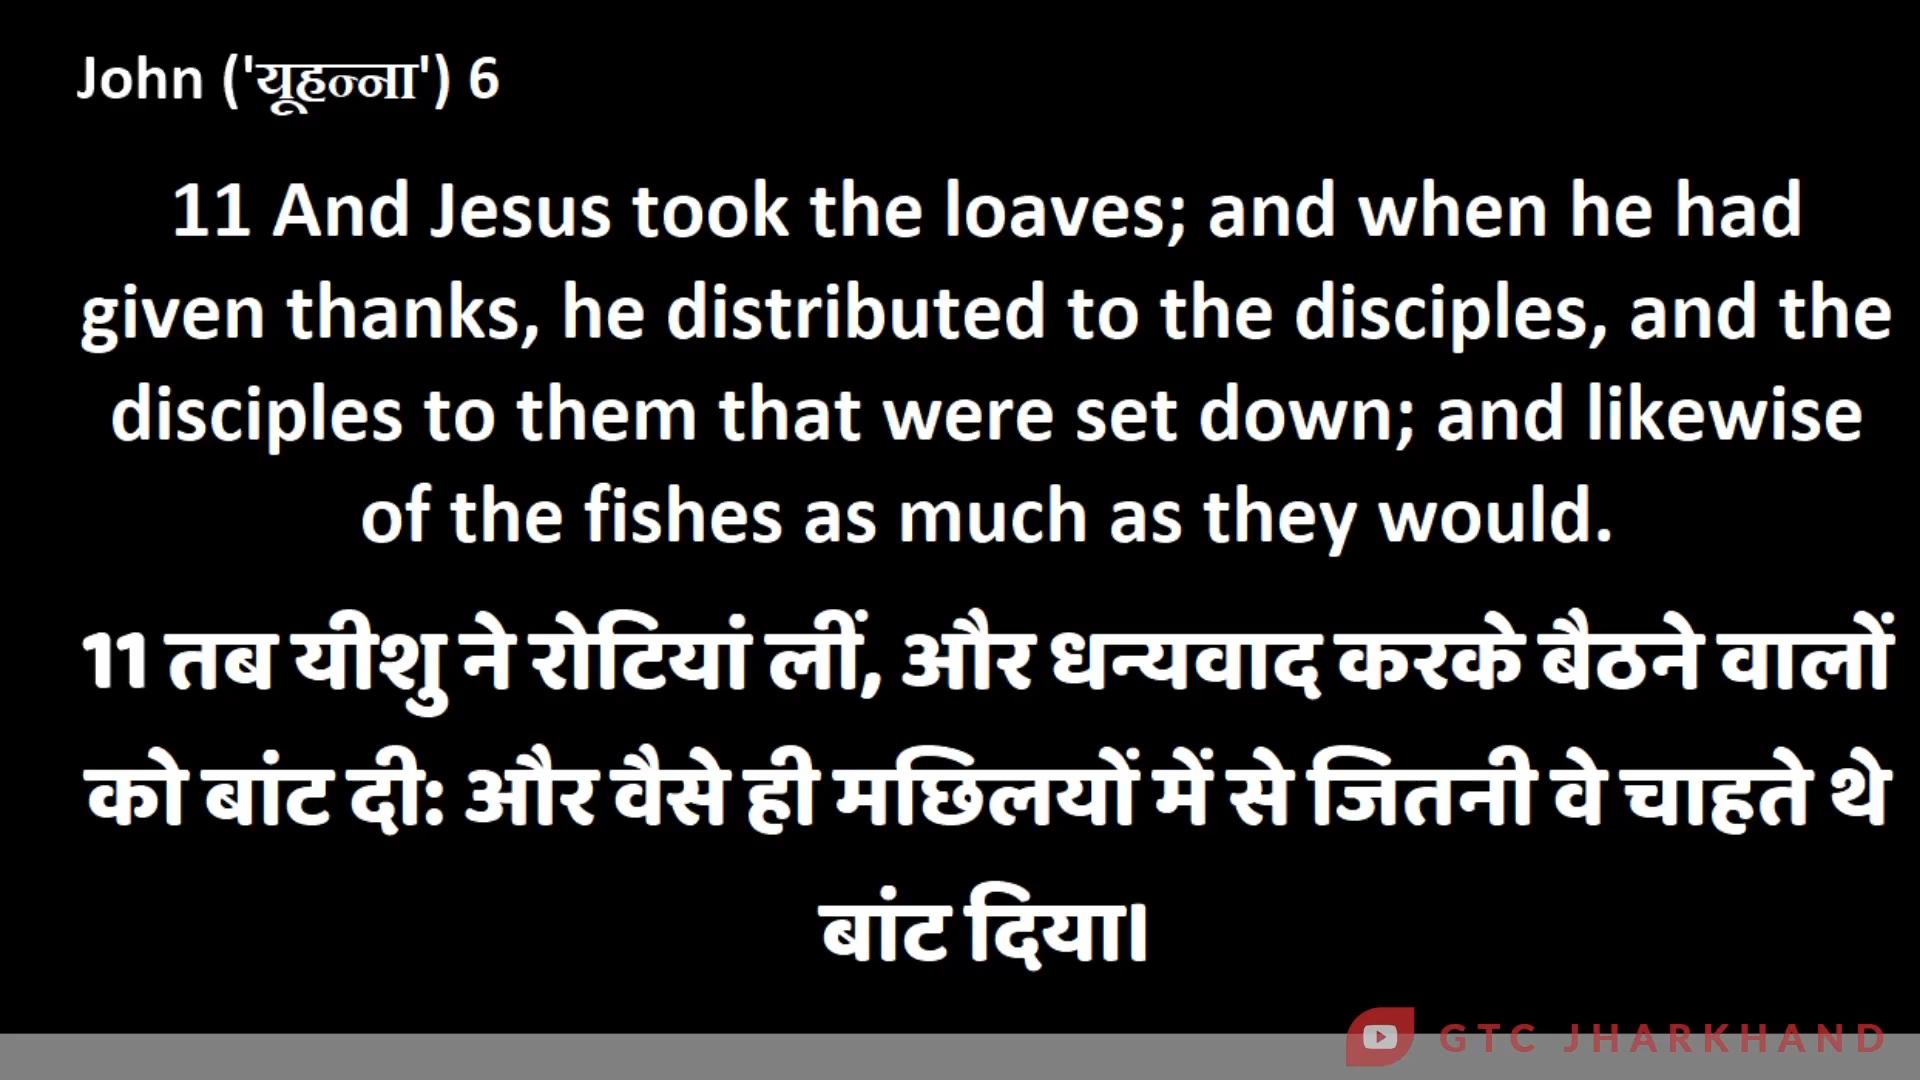 John ('यूहन्ना') 6
11 And Jesus took the loaves; and when he had
given thanks, he distributed to the disciples, and the
disciples to them that were set down; and likewise
of the fishes as much as they would.
11 तब यीशु ने रोटियां लीं, और धन्यवाद करके बैठने वालों
को बांट दी: और वैसे ही मछिलयों में से जितनी वे चाहते थे
बांट दिया।
GTC JHARKHAND